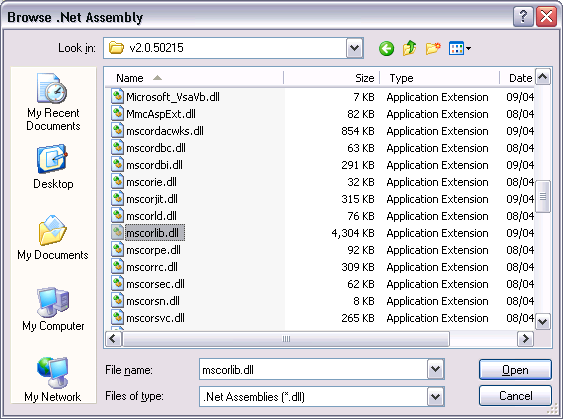 Browse .Net Assembly
Look in: v2.0.50215
Name Size Type Date
Microsoft_VsaVb.dll 7 KB Application Extension 09/04
MmcAspExt.dll 82 KB Application Extension 08/04
mscordacwks.dll 854 KB Application Extension 09/04
mscordbc.dll 63 KB Application Extension 08/04
mscordbi.dll 291 KB Application Extension 09/04
mscorie.dll 32 KB Application Extension 08/04
mscorjit.dll 315 KB Application Extension 09/04
mscorld.dll 76 KB Application Extension 08/04
mscorlib.dll 4,304 KB Application Extension 09/04
mscorpe.dll 92 KB Application Extension 08/04
mscorrc.dll 309 KB Application Extension 08/04
mscorsec.dll 62 KB Application Extension 08/04
mscorsn.dll 8 KB Application Extension 08/04
mscorsvc.dll 265 KB Application Extension 08/04
My Recent
Documents
Desktop
My Documents
My Computer
My Network
File name: mscorlib.dll Open
Files of type: .Net Assemblies (*.dll) Cancel